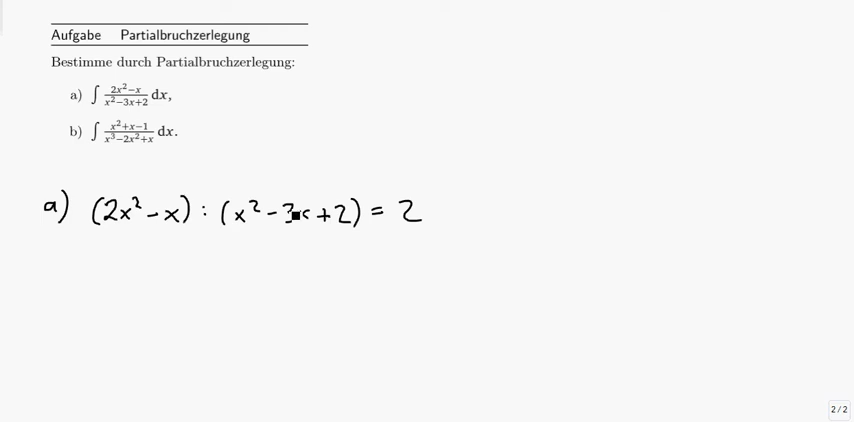 Aufgabe Partialbruchzerlegung
Bestimme durch Partialbruchzerlegung:
a) ∫ (2x² − x)/(x² − 3x + 2) dx,
b) ∫ (x² + x − 1)/(x³ − 2x² + x) dx.
a) (2x² − x) : (x² − 3x + 2) = 2
2 / 2